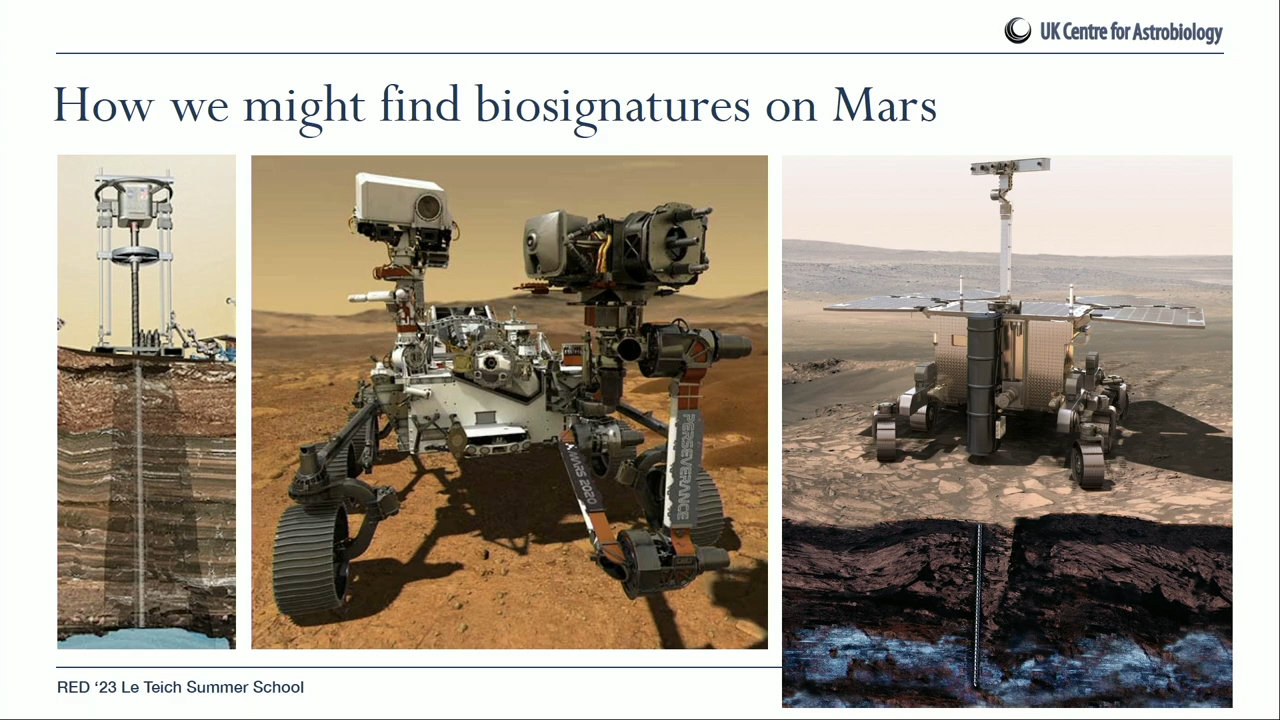 UK Centre for Astrobiology
How we might find biosignatures on Mars
MARS 2020
PERSEVERANCE
RED ‘23 Le Teich Summer School